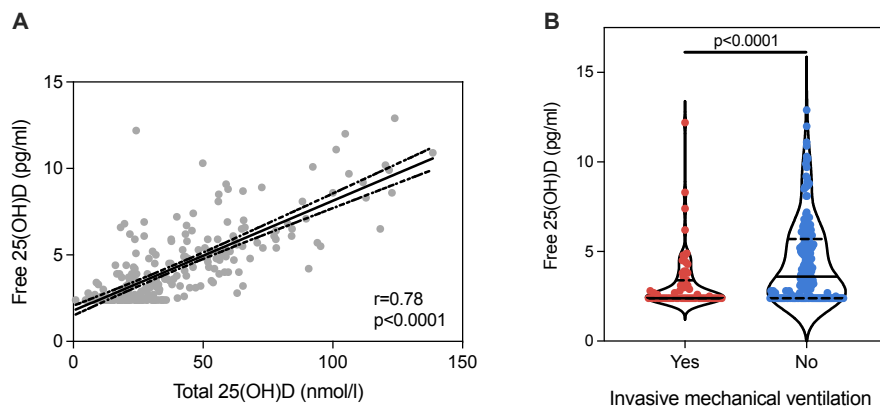 A
Free 25(OH)D (pg/ml)
15
10
5
0
0 50 100 150
Total 25(OH)D (nmol/l)
r=0.78
p<0.0001
B
p<0.0001
Free 25(OH)D (pg/ml)
15
10
5
0
Yes No
Invasive mechanical ventilation